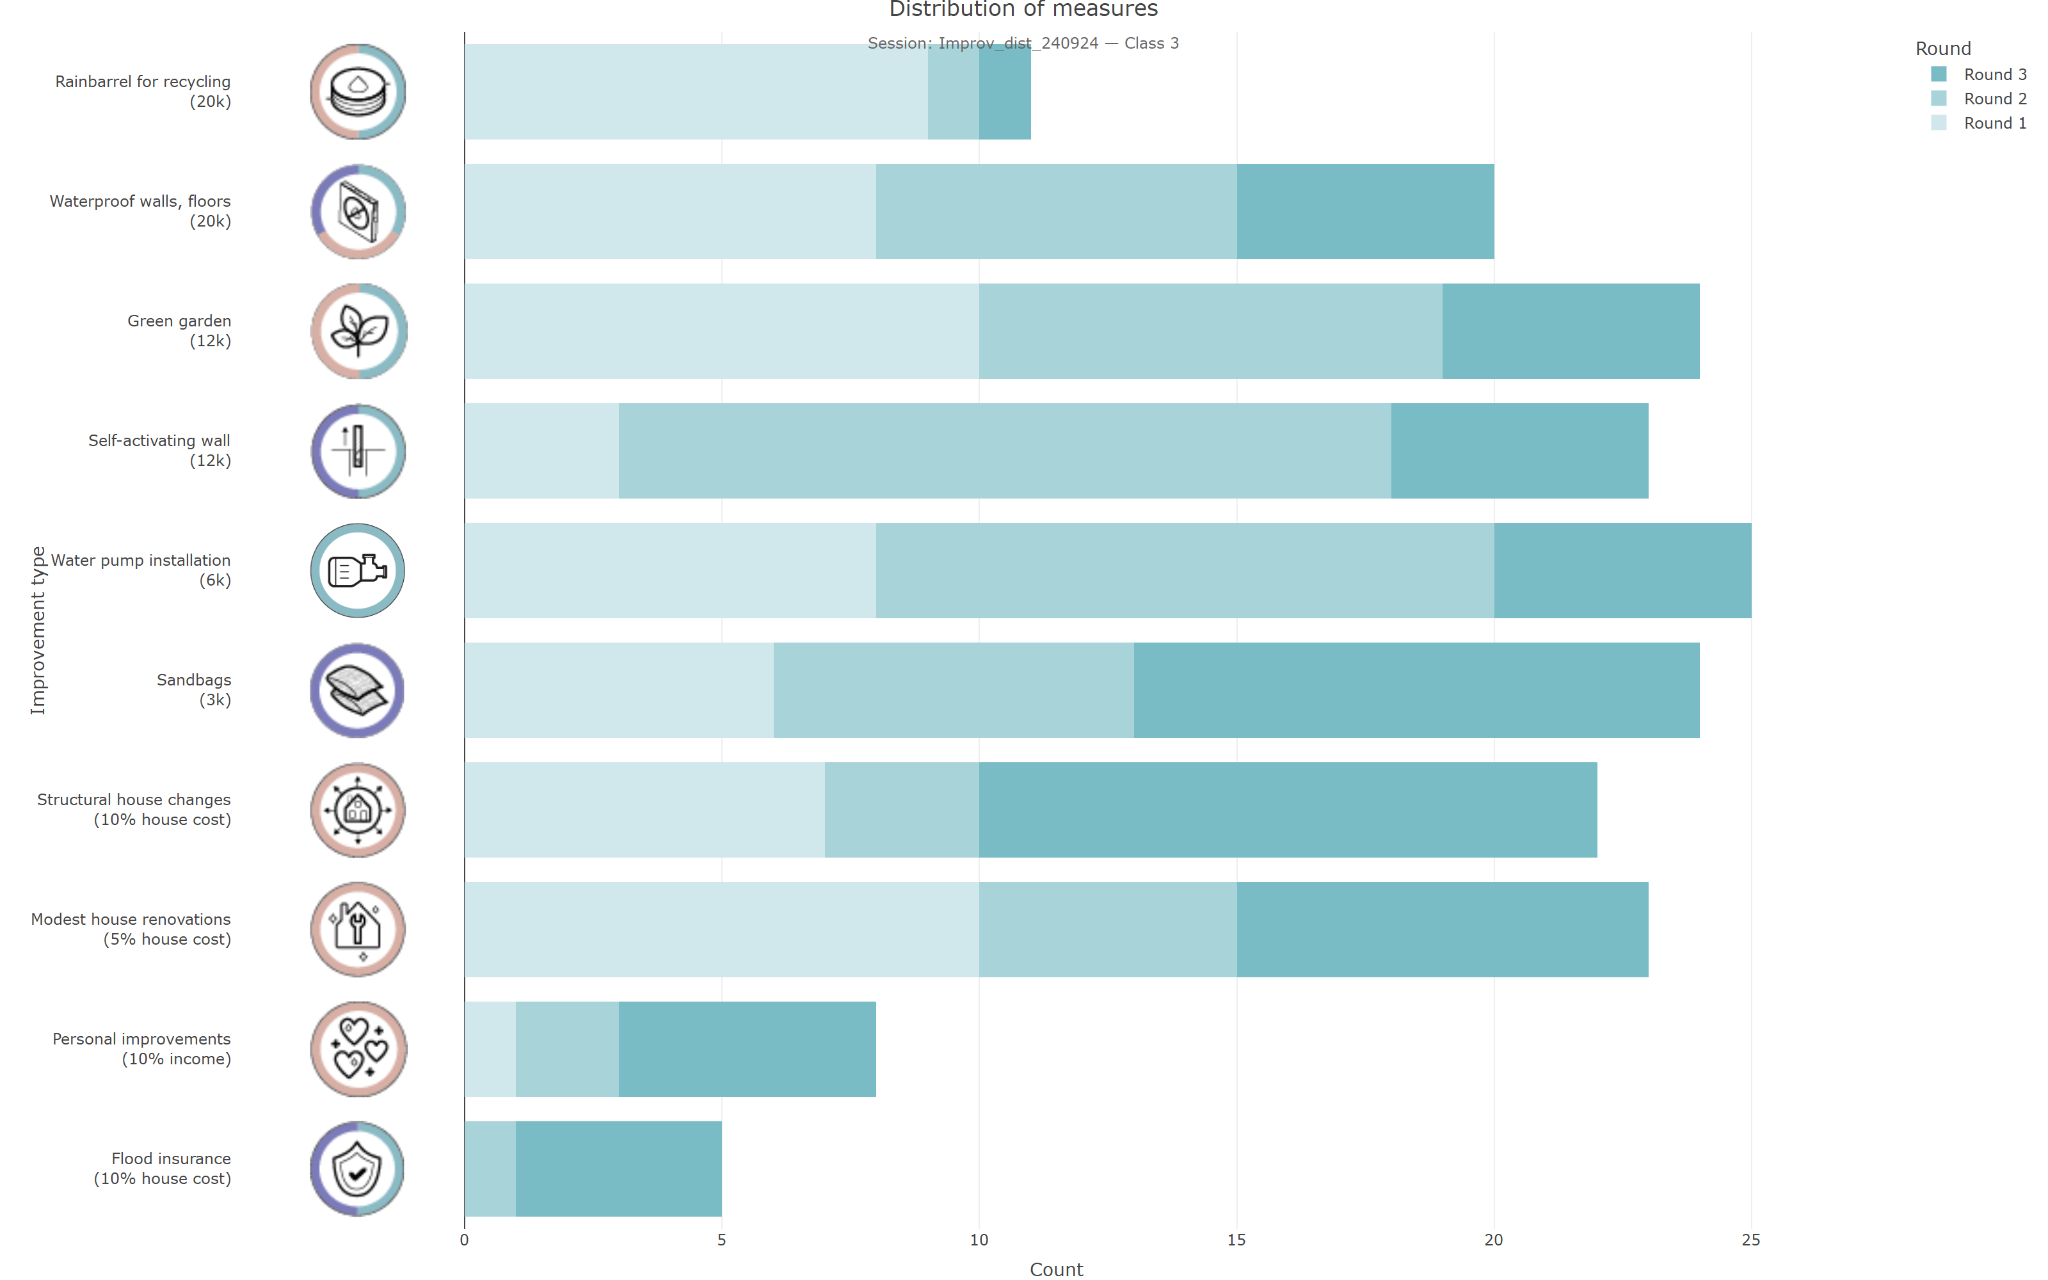 Distribution of measures
Session: Improv_dist_240924 — Class 3
Round
Round 3
Round 2
Round 1
Improvement type
Rainbarrel for recycling
(20k)
Waterproof walls, floors
(20k)
Green garden
(12k)
Self-activating wall
(12k)
Water pump installation
(6k)
Sandbags
(3k)
Structural house changes
(10% house cost)
Modest house renovations
(5% house cost)
Personal improvements
(10% income)
Flood insurance
(10% house cost)
0 5 10 15 20 25
Count